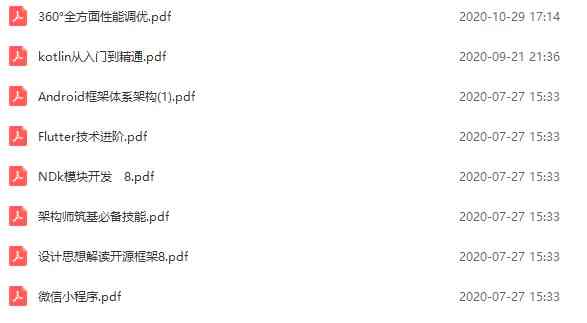 360°全方面性能调优.pdf 2020-10-29 17:14
kotlin从入门到精通.pdf 2020-09-21 21:36
Android框架体系架构(1).pdf 2020-07-27 15:33
Flutter技术进阶.pdf 2020-07-27 15:33
NDk模块开发 8.pdf 2020-07-27 15:33
架构师筑基必备技能.pdf 2020-07-27 15:33
设计思想解读开源框架8.pdf 2020-07-27 15:33
微信小程序.pdf 2020-07-27 15:33